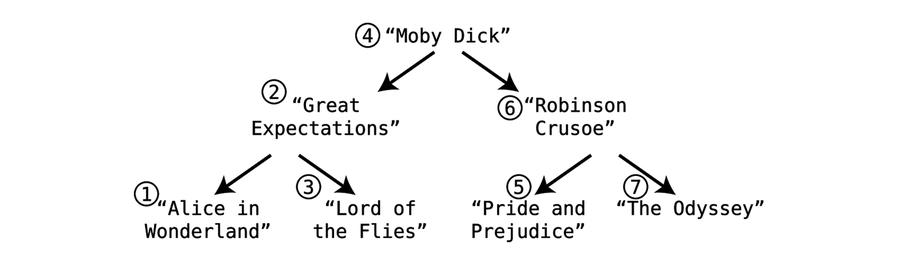 ④ “Moby Dick”
② “Great
Expectations”
⑥ “Robinson
Crusoe”
① “Alice in
Wonderland”
③ “Lord of
the Flies”
⑤ “Pride and
Prejudice”
⑦ “The Odyssey”